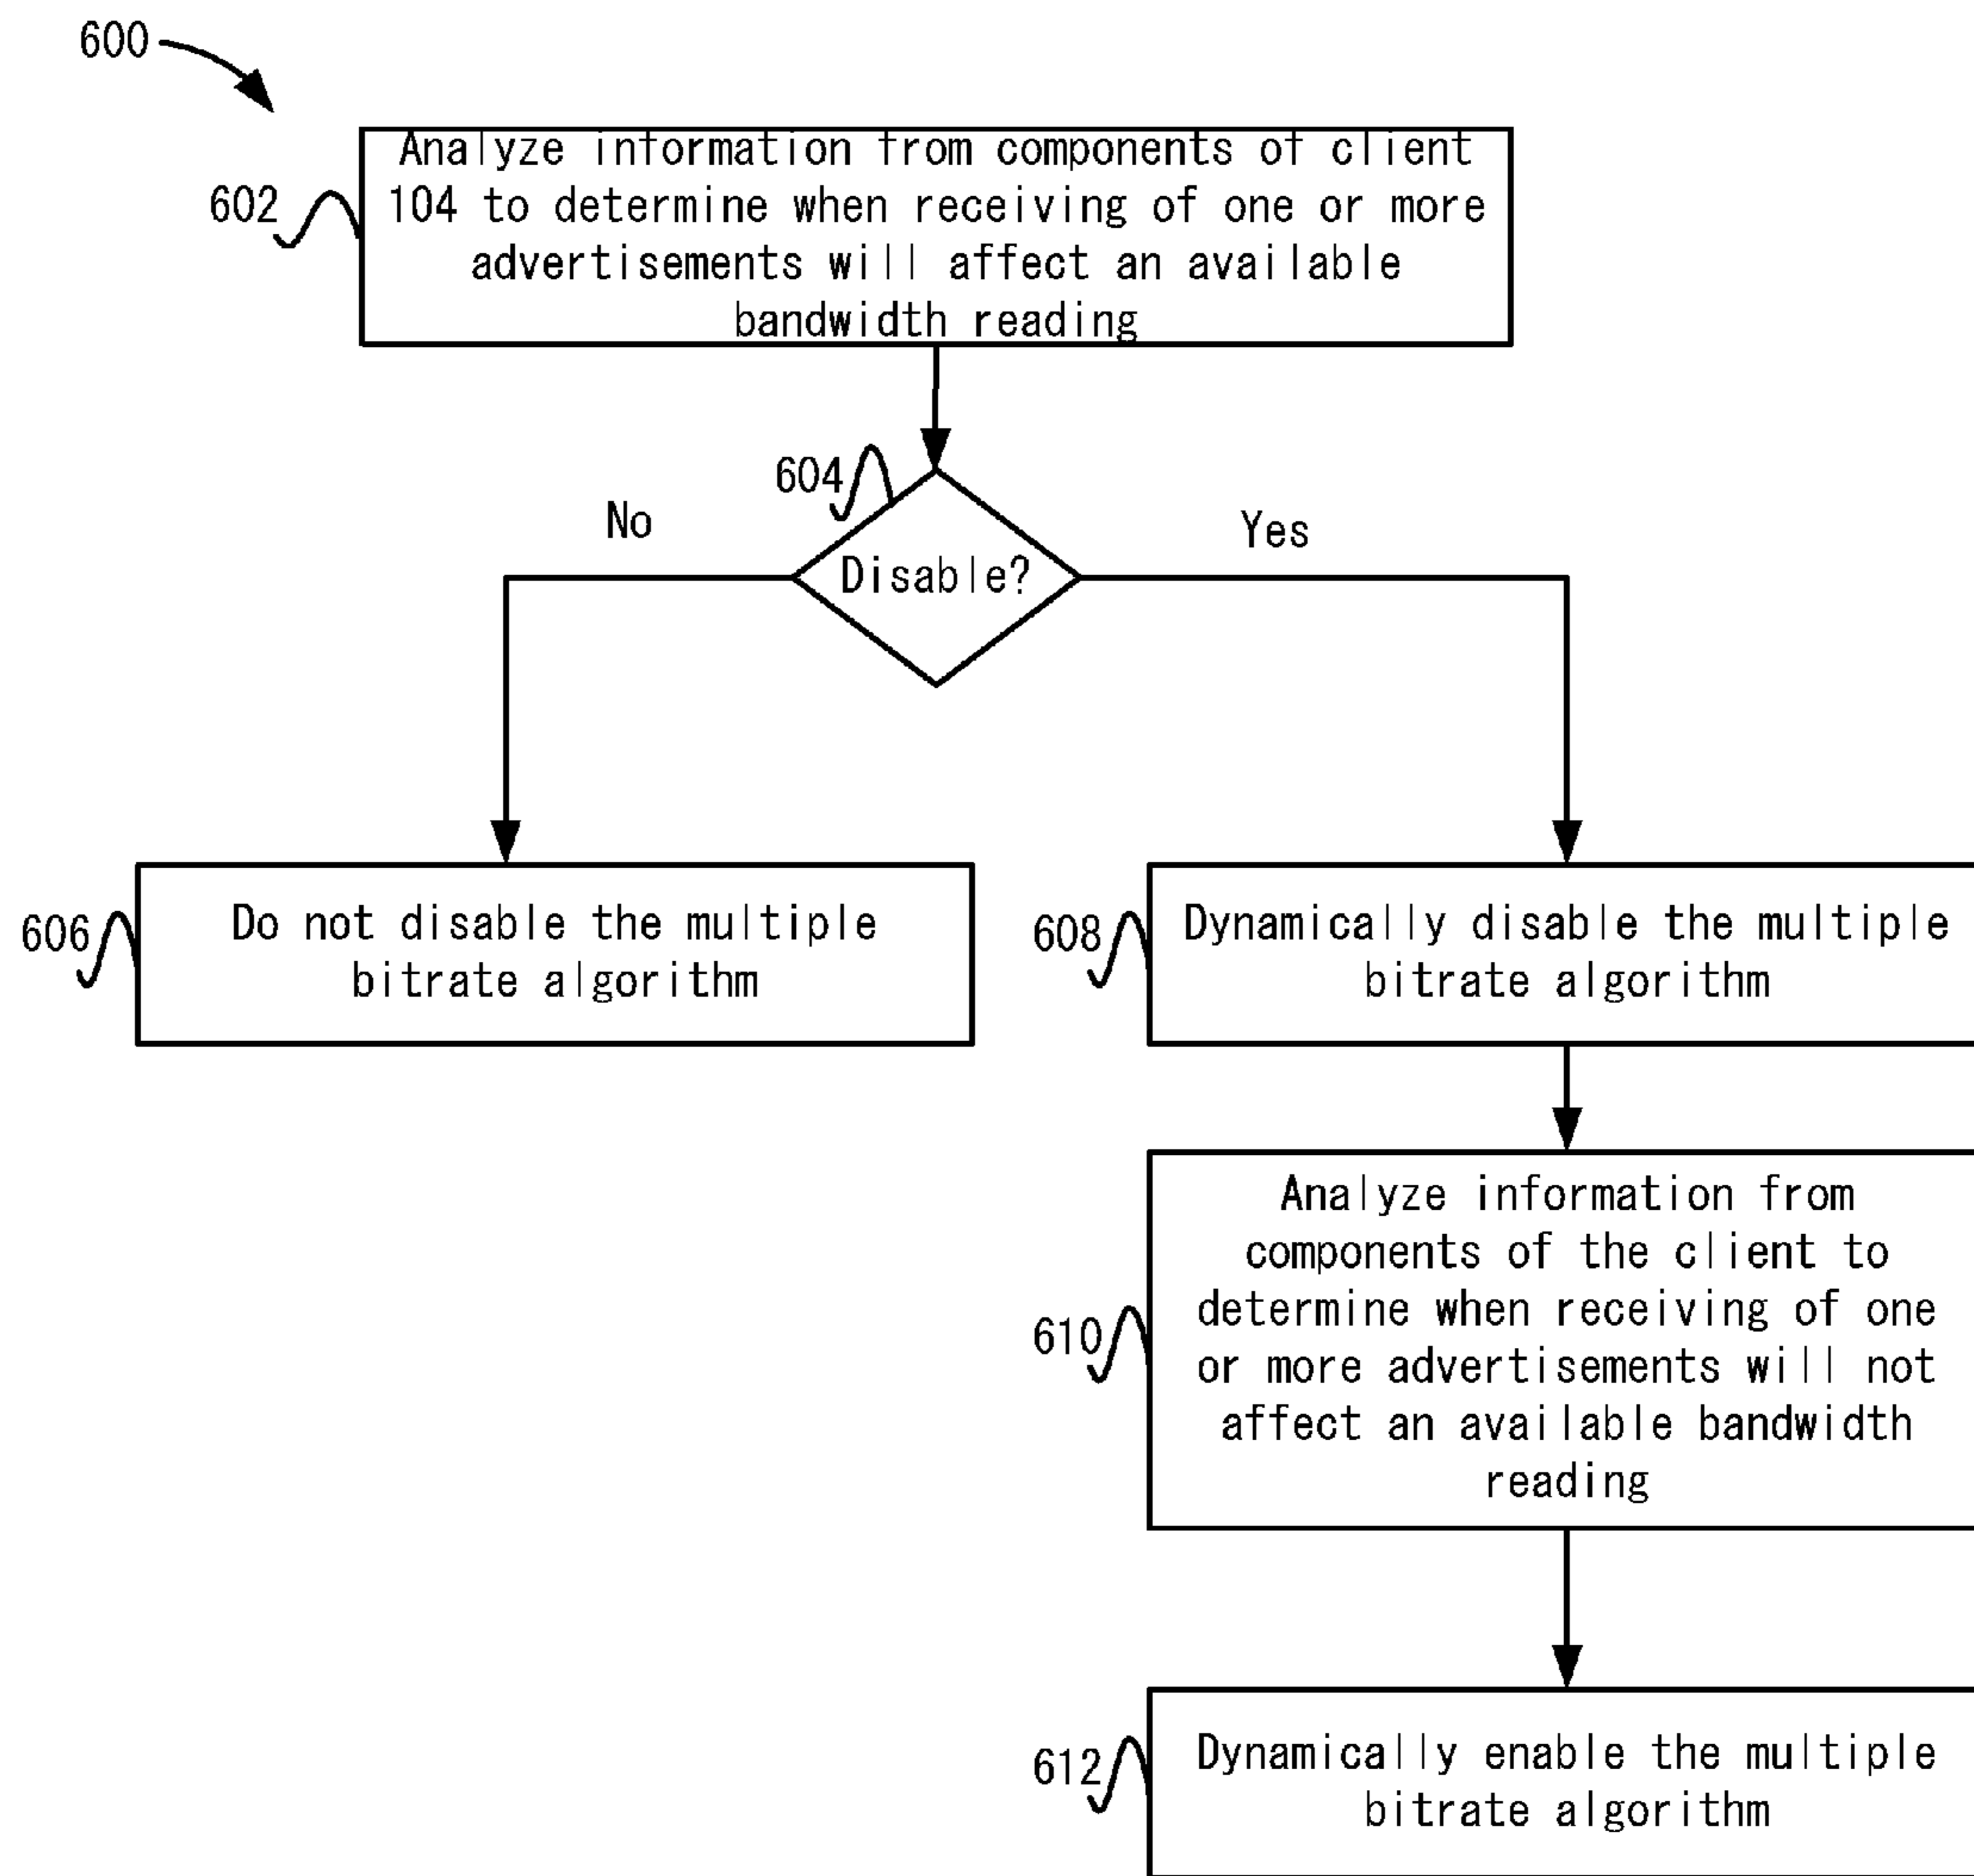 600
602
Analyze information from components of client
104 to determine when receiving of one or more
advertisements will affect an available
bandwidth reading
604
No
Yes
Disable?
606
Do not disable the multiple
bitrate algorithm
608
Dynamically disable the multiple
bitrate algorithm
610
Analyze information from
components of the client to
determine when receiving of one
or more advertisements will not
affect an available bandwidth
reading
612
Dynamically enable the multiple
bitrate algorithm